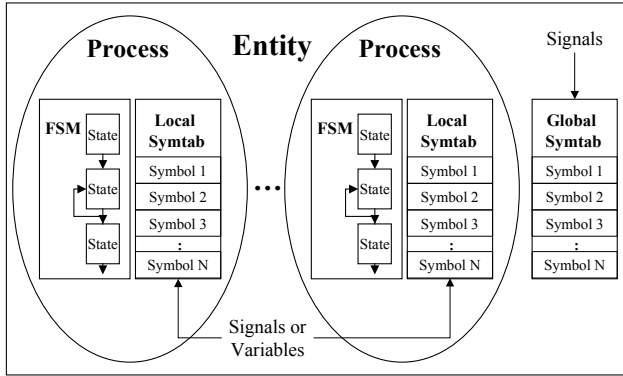 Process
Entity
Process
Signals
FSM
State
State
State
Local
Symtab
Symbol 1
Symbol 2
Symbol 3
:
Symbol N
...
FSM
State
State
State
Local
Symtab
Symbol 1
Symbol 2
Symbol 3
:
Symbol N
Global
Symtab
Symbol 1
Symbol 2
Symbol 3
:
Symbol N
Signals or
Variables